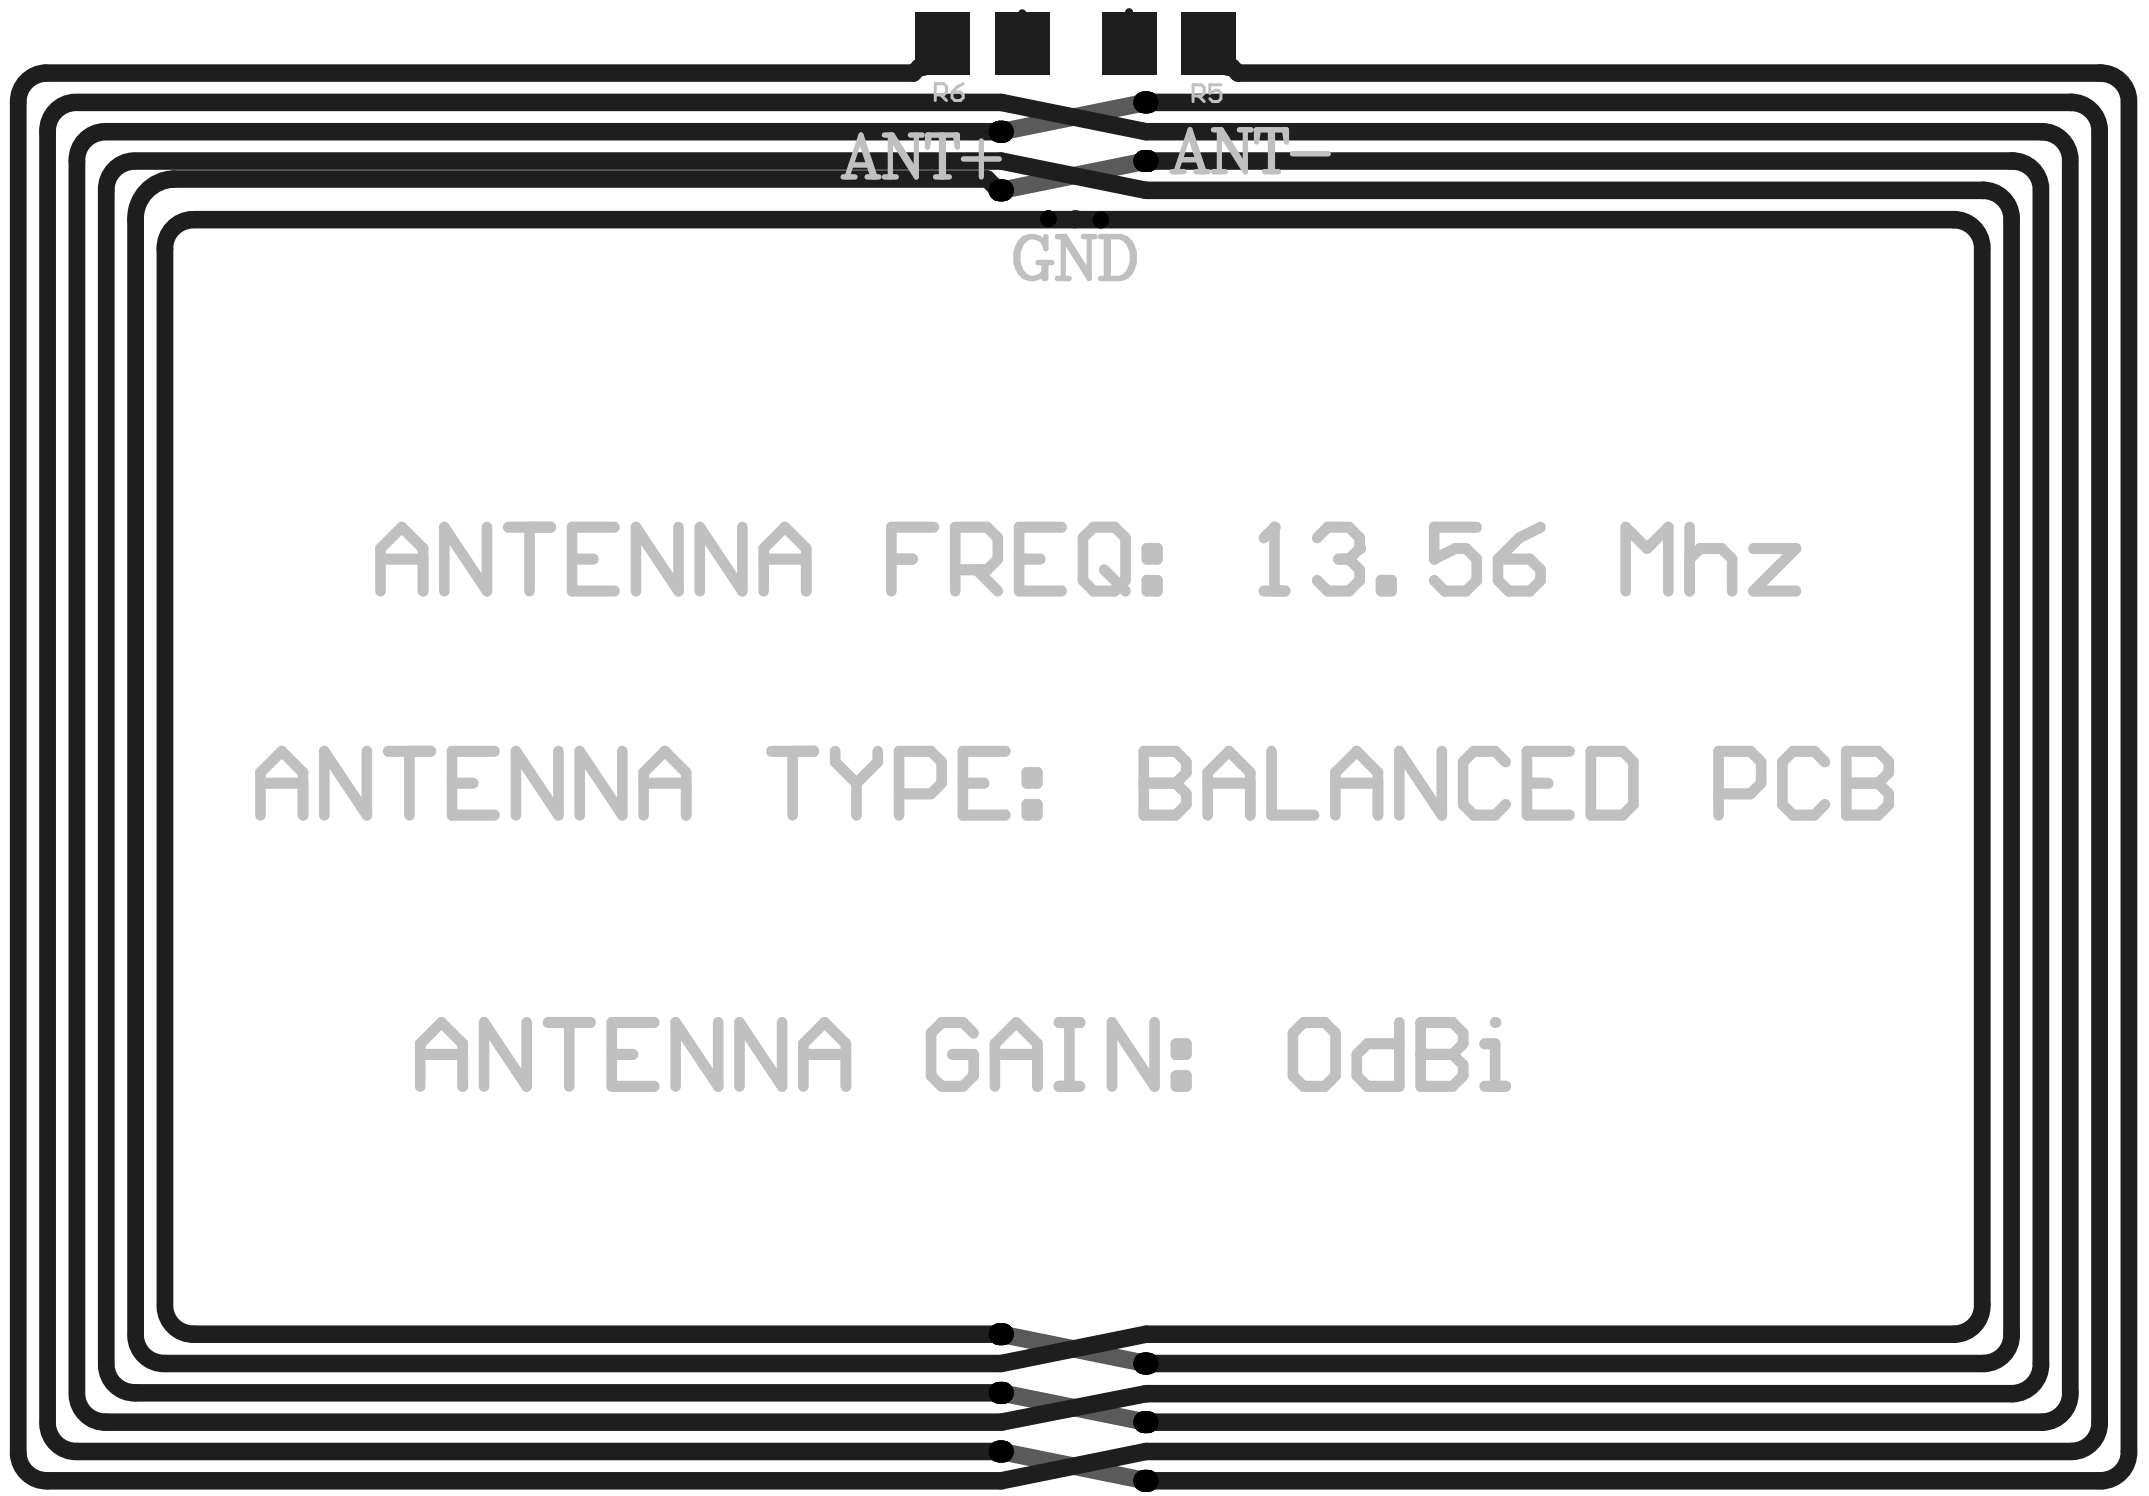 R6 R5
ANT+ ANT-
GND
ANTENNA FREQ: 13.56 Mhz
ANTENNA TYPE: BALANCED PCB
ANTENNA GAIN: 0dBi